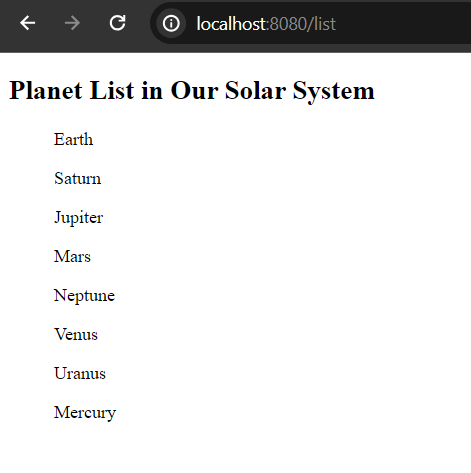 localhost:8080/list
Planet List in Our Solar System
Earth
Saturn
Jupiter
Mars
Neptune
Venus
Uranus
Mercury